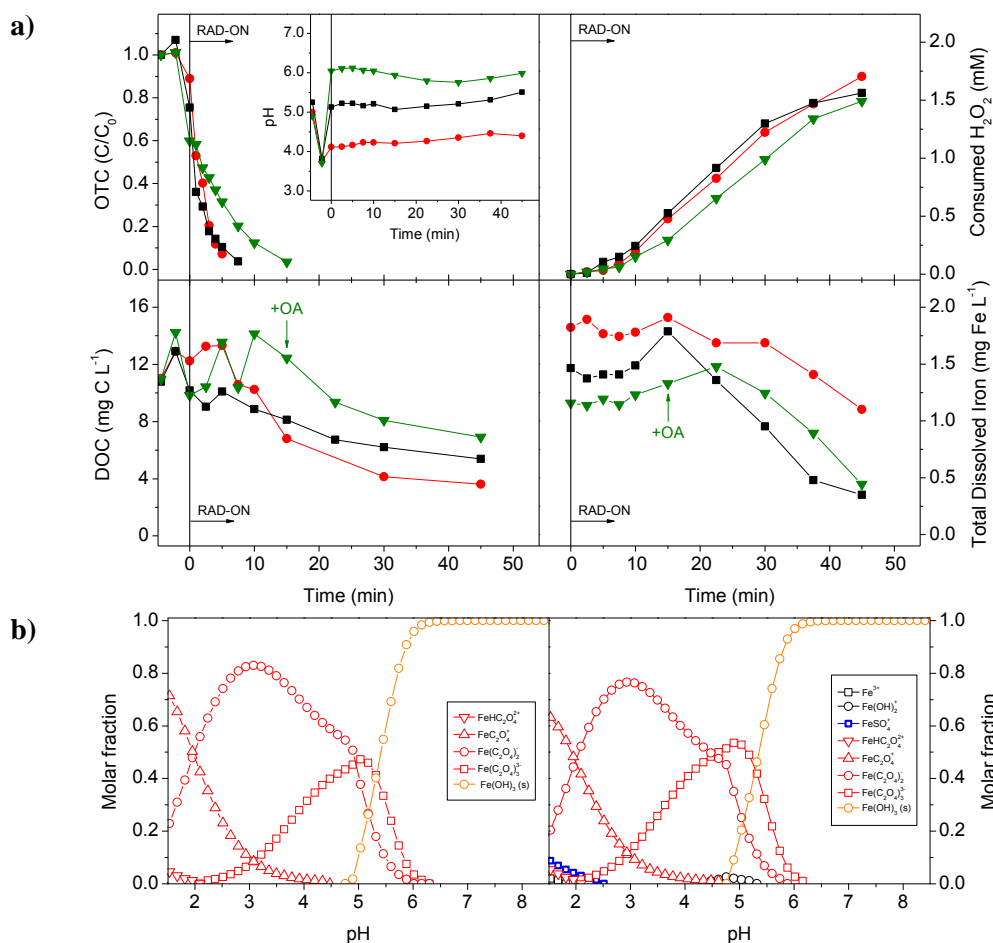 a)
RAD-ON
OTC (C/C0)
1.0
0.8
0.6
0.4
0.2
0.0
pH
7.0
6.0
5.0
4.0
3.0
0 10 20 30 40
Time (min)
RAD-ON
2.0
1.5
1.0
0.5
0.0
Consumed H2O2 (mM)
DOC (mg C L-1)
16
12
8
4
0
+OA
RAD-ON
0 10 20 30 40 50
Time (min)
+OA
RAD-ON
2.0
1.5
1.0
0.5
0.0
Total Dissolved Iron (mg Fe L-1)
0 10 20 30 40 50
Time (min)
b)
Molar fraction
1.0
0.8
0.6
0.4
0.2
0.0
FeHC2O4 2+
FeC2O4 +
Fe(C2O4)2 -
Fe(C2O4)3 3-
Fe(OH)3 (s)
2 3 4 5 6 7 8
pH
Fe3+
Fe(OH)2 +
FeSO4 +
FeHC2O4 2+
FeC2O4 +
Fe(C2O4)2 -
Fe(C2O4)3 3-
Fe(OH)3 (s)
1.0
0.8
0.6
0.4
0.2
0.0
Molar fraction
2 3 4 5 6 7 8
pH